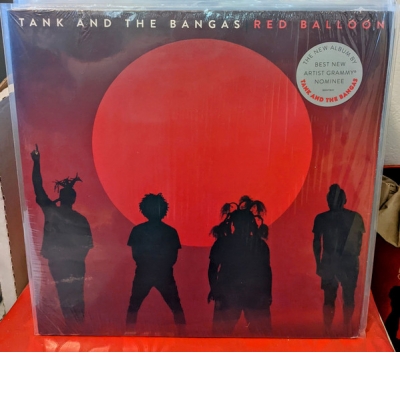 TANK AND THE BANGAS RED BALLOON
THE NEW ALBUM BY
BEST NEW
ARTIST GRAMMY®
NOMINEE
TANK AND THE BANGAS